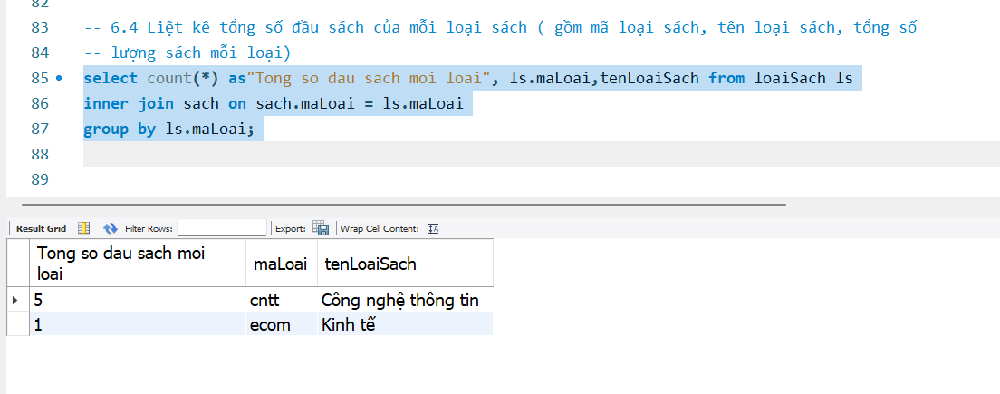 82
83 -- 6.4 Liệt kê tổng số đầu sách của mỗi loại sách ( gồm mã loại sách, tên loại sách, tổng số
84 -- lượng sách mỗi loại)
85 select count(*) as"Tong so dau sach moi loai", ls.maLoai,tenLoaiSach from loaiSach ls
86 inner join sach on sach.maLoai = ls.maLoai
87 group by ls.maLoai;
88
89
Result Grid Filter Rows: Export: Wrap Cell Content:
Tong so dau sach moi
loai maLoai tenLoaiSach
5 cntt Công nghệ thông tin
1 ecom Kinh tế